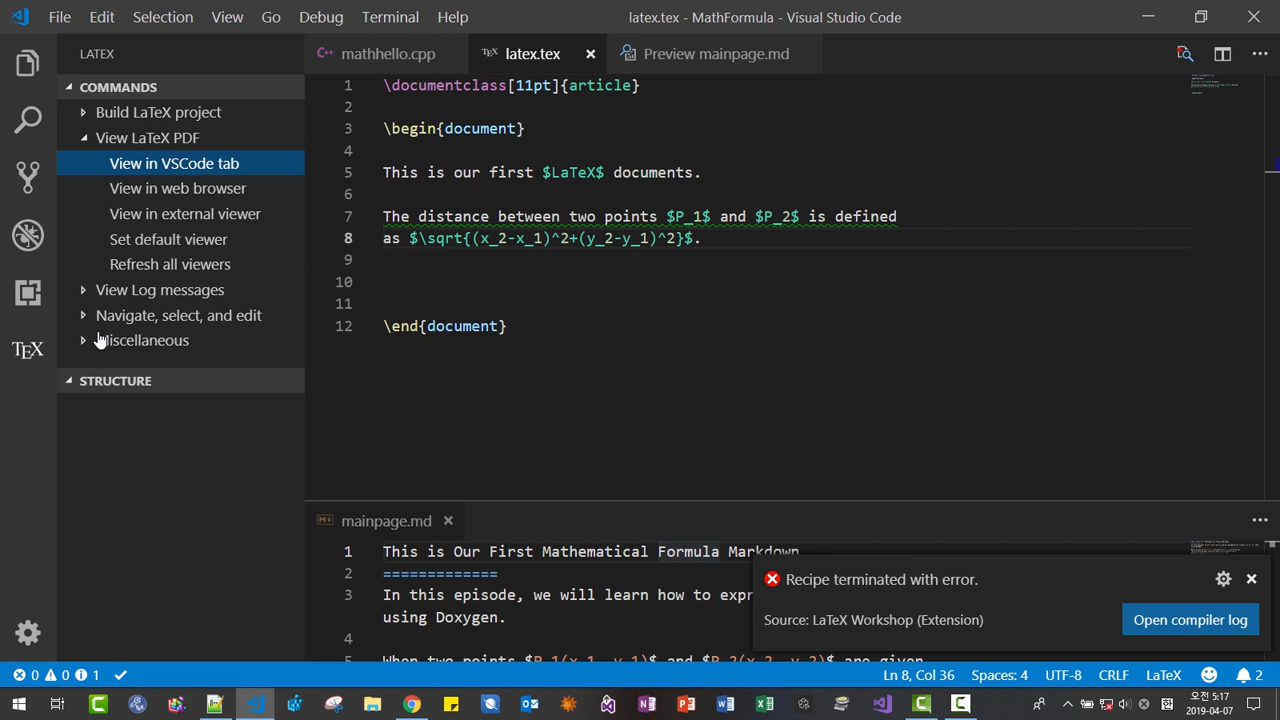 File Edit Selection View Go Debug Terminal Help
latex.tex - MathFormula - Visual Studio Code
LATEX
COMMANDS
Build LaTeX project
View LaTeX PDF
View in VSCode tab
View in web browser
View in external viewer
Set default viewer
Refresh all viewers
View Log messages
Navigate, select, and edit
Miscellaneous
STRUCTURE
TEX
mathhello.cpp
TEX latex.tex
Preview mainpage.md
1 \documentclass[11pt]{article}
2
3 \begin{document}
4
5 This is our first $LaTeX$ documents.
6
7 The distance between two points $P_1$ and $P_2$ is defined
8 as $\sqrt{(x_2-x_1)^2+(y_2-y_1)^2}$.
9
10
11
12 \end{document}
mainpage.md
1 This is Our First Mathematical Formula Markdown
2 =============
3 In this episode, we will learn how to expr
using Doxygen.
4
5 When two points $P_1(x_1, y_1)$ and $P_2(x_2, y_2)$ are given
Recipe terminated with error.
Source: LaTeX Workshop (Extension)
Open compiler log
0 0 1
Ln 8, Col 36 Spaces: 4 UTF-8 CRLF LaTeX 2
오전 5:17
2019-04-07